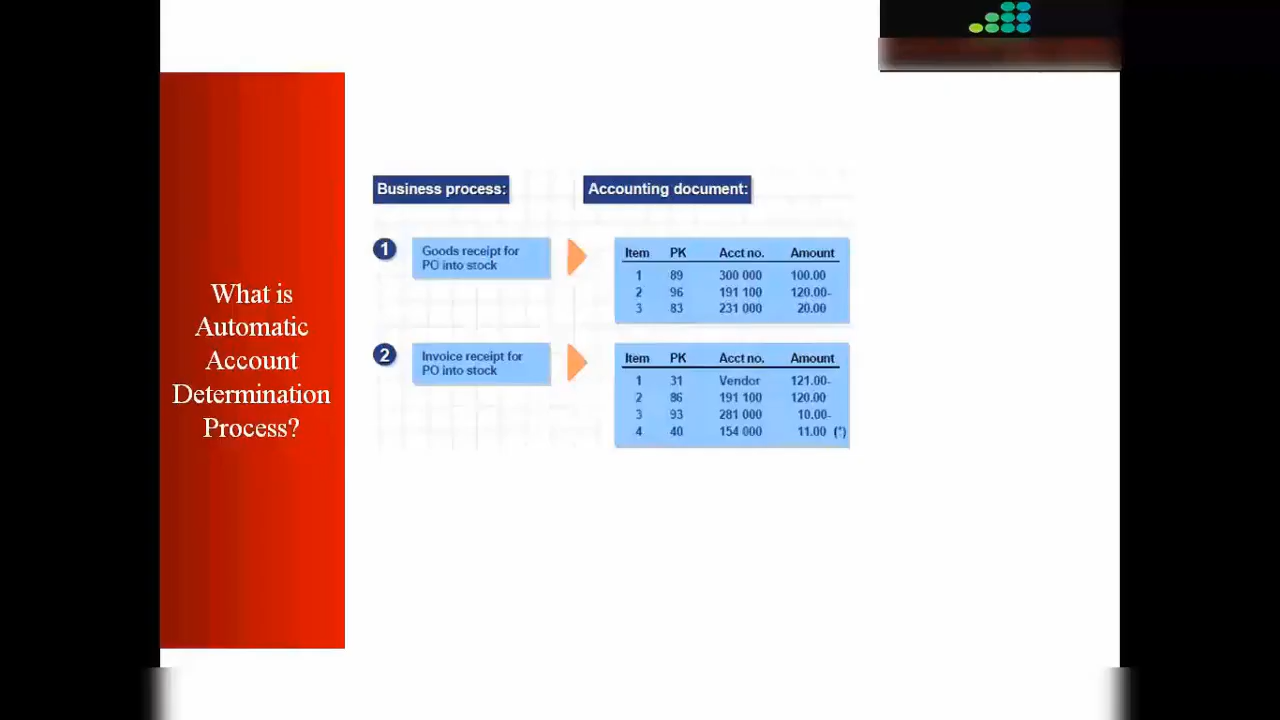 What is
Automatic
Account
Determination
Process?
Business process:
Accounting document:
1
Goods receipt for
PO into stock
Item PK Acct no. Amount
1 89 300 000 100.00
2 96 191 100 120.00-
3 83 231 000 20.00
2
Invoice receipt for
PO into stock
Item PK Acct no. Amount
1 31 Vendor 121.00-
2 86 191 100 120.00
3 93 281 000 10.00-
4 40 154 000 11.00 (*)